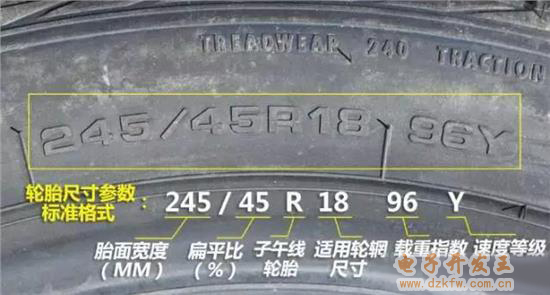 TREADWEAR 240 TRACTION
245/45R18 96Y
轮胎尺寸参数
标准格式
: 245 / 45 R 18 96 Y
胎面宽度 扁平比 子午线 适用轮辋 载重指数 速度等级
(MM) (%) 轮胎 尺寸
电子开发王
www.dzkfw.com